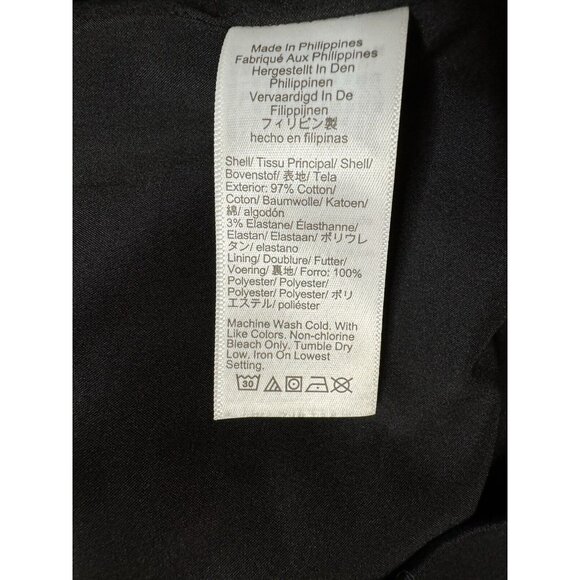 Made In Philippines
Fabriqué Aux Philippines
Hergestellt In Den
Philippinen
Vervaardigd In De
Filippijnen
フィリピン製
hecho en filipinas
Shell/ Tissu Principal/ Shell/
Bovenstof/ 表地/ Tela
Exterior: 97% Cotton/
Coton/ Baumwolle/ Katoen/
綿/ algodón
3% Elastane/ Élasthanne/
Elastan/ Elastaan/ ポリウレ
タン/ elastano
Lining/ Doublure/ Futter/
Voering/ 裏地/ Forro: 100%
Polyester/ Polyester/
Polyester/ Polyester/ ポリ
エステル/ poliéster
Machine Wash Cold. With
Like Colors. Non-chlorine
Bleach Only. Tumble Dry
Low. Iron On Lowest
Setting.
30